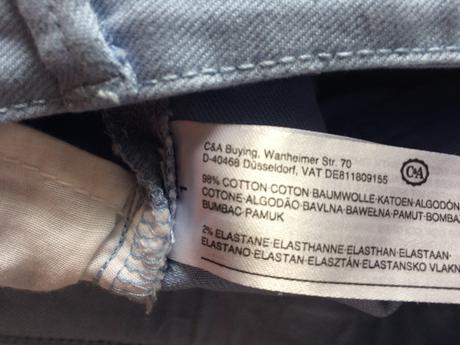 C&A Buying, Wanheimer Str. 70
D-40468 Düsseldorf, VAT DE811809155
C&A
98% COTTON·COTON·BAUMWOLLE·KATOEN·ALGODÓN
COTONE·ALGODÃO·BAVLNA·BAWEŁNA·PAMUT·BOMBA
BUMBAC·PAMUK
2% ELASTANE·ELASTHANNE·ELASTHAN·ELASTAAN
ELASTANO·ELASTAN·ELASZTÁN·ELASTANSKO VLAKN